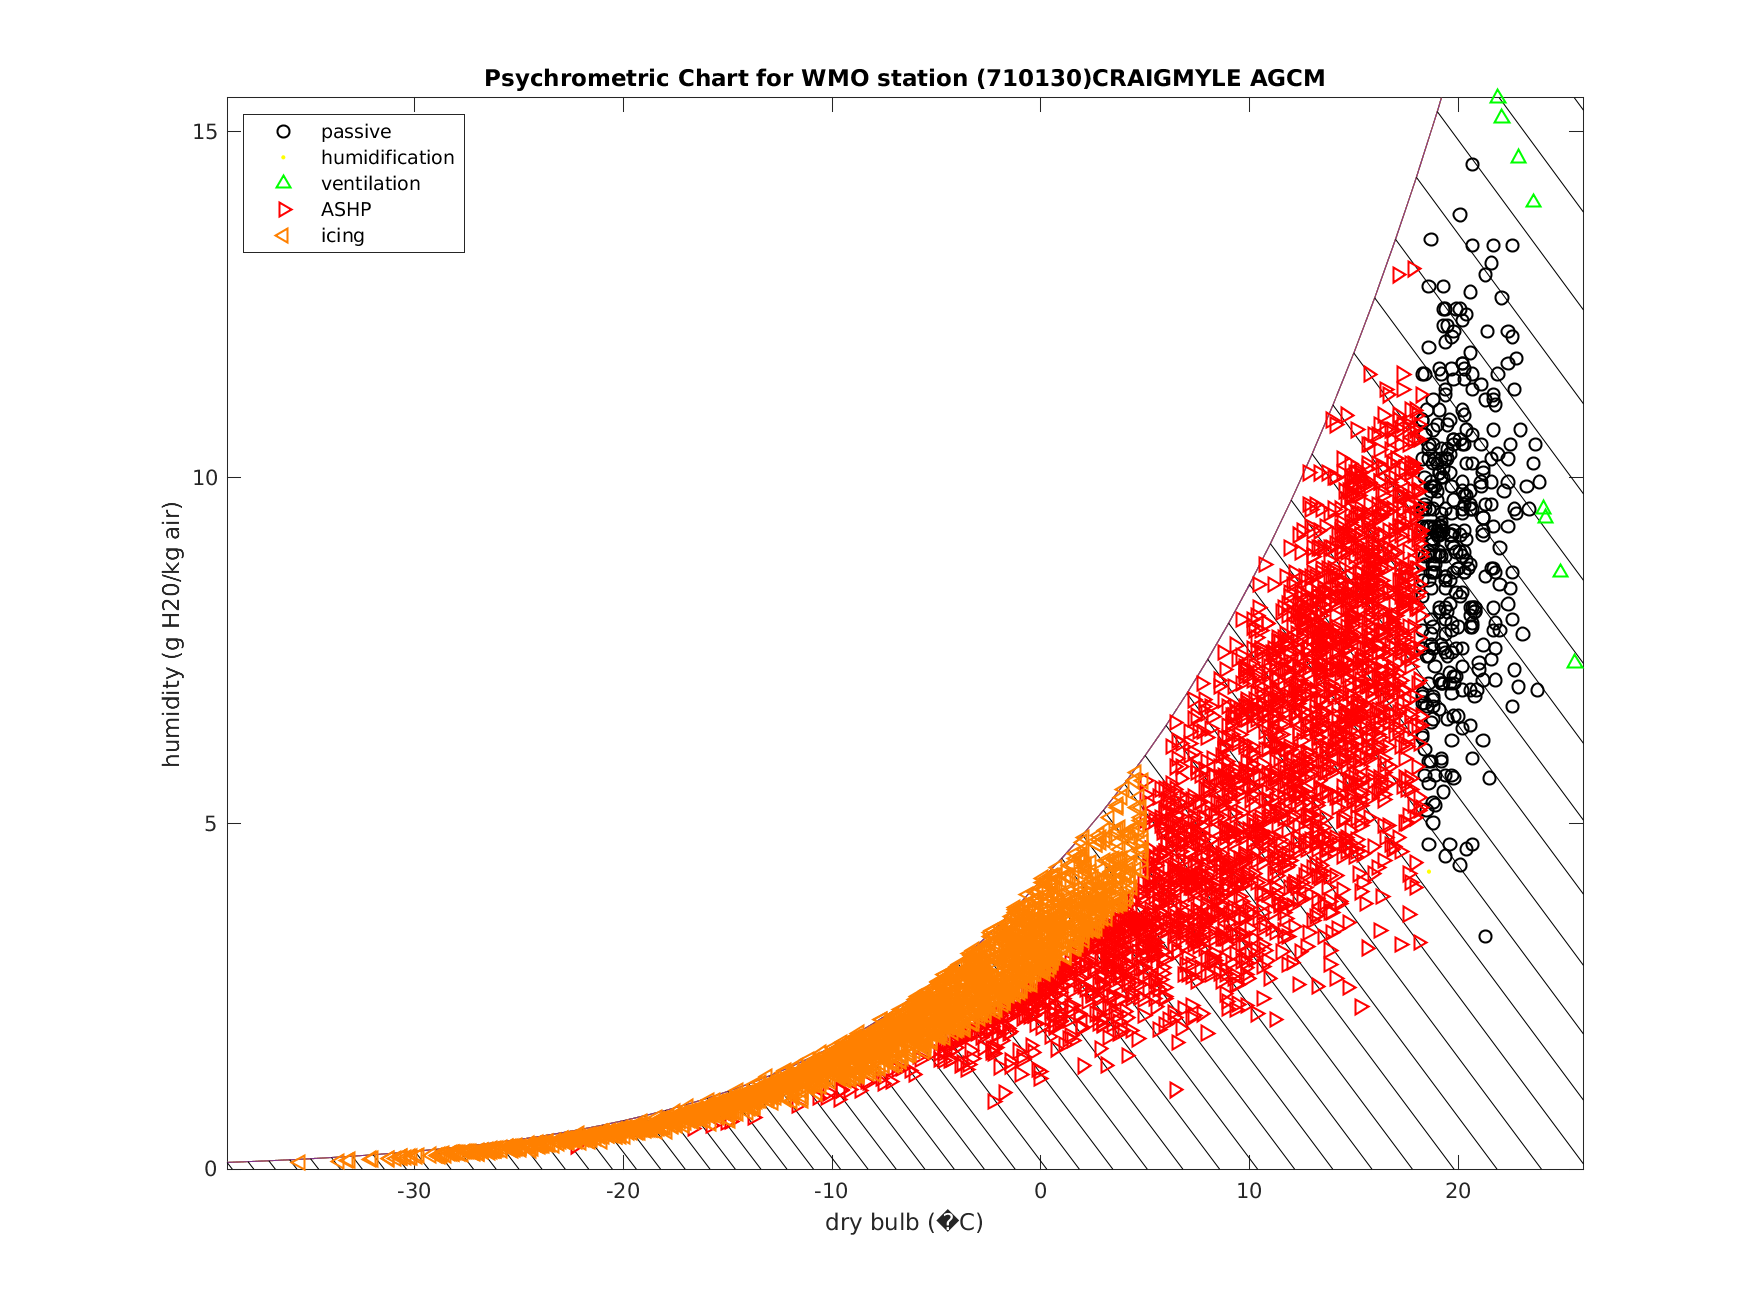 Psychrometric Chart for WMO station (710130)CRAIGMYLE AGCM
passive
humidification
ventilation
ASHP
icing
15
10
5
0
humidity (g H20/kg air)
-30 -20 -10 0 10 20
dry bulb (�C)